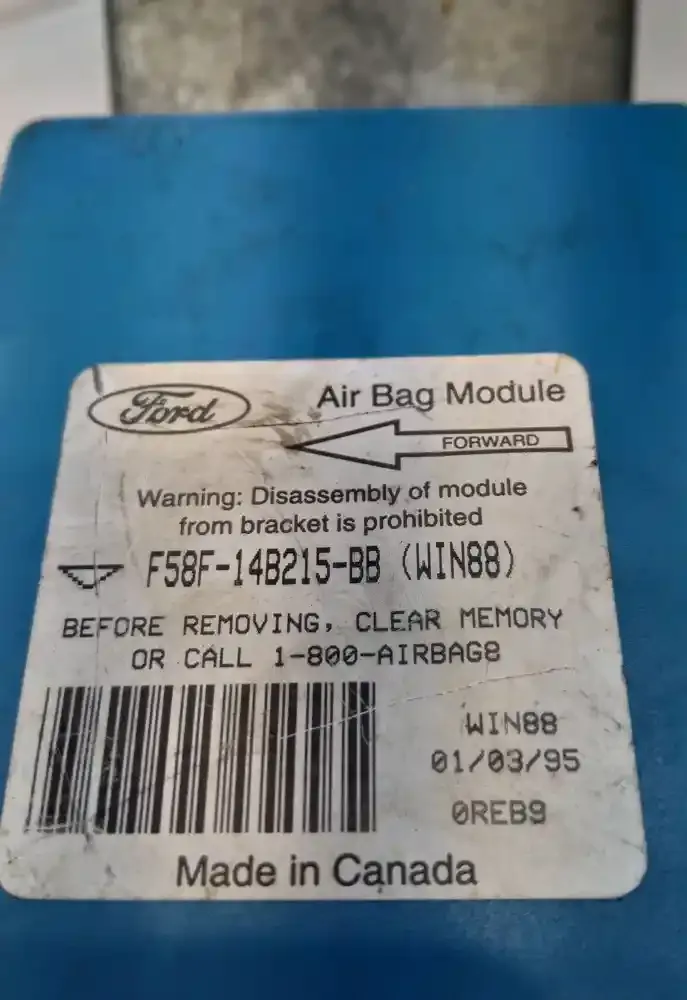 Ford Air Bag Module
FORWARD
Warning: Disassembly of module
from bracket is prohibited
F58F-14B215-BB (WIN88)
BEFORE REMOVING, CLEAR MEMORY
OR CALL 1-800-AIRBAG8
WIN88
01/03/95
0REB9
Made in Canada